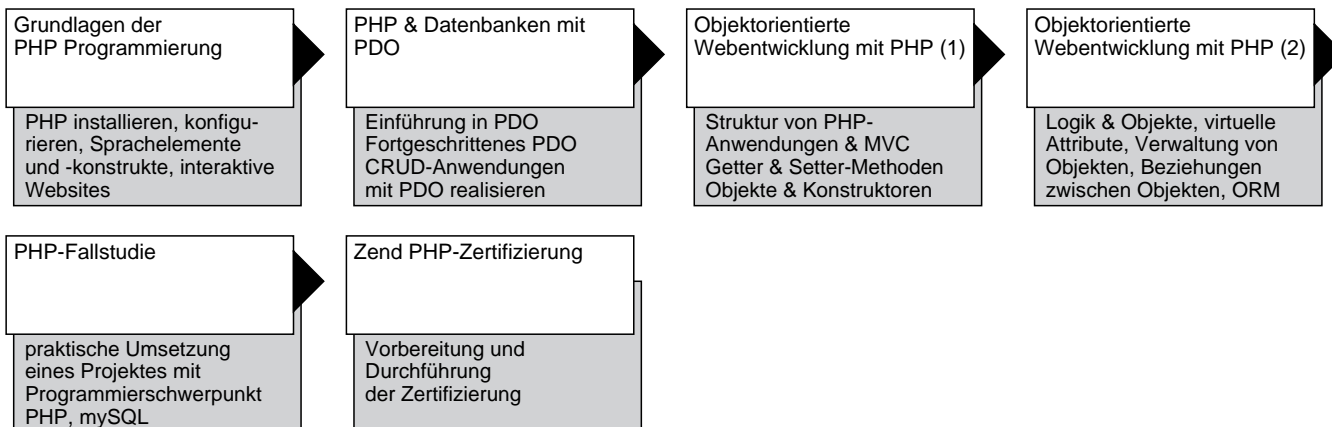 Grundlagen der
PHP Programmierung
PHP installieren, konfigu-
rieren, Sprachelemente
und -konstrukte, interaktive
Websites
PHP & Datenbanken mit
PDO
Einführung in PDO
Fortgeschrittenes PDO
CRUD-Anwendungen
mit PDO realisieren
Objektorientierte
Webentwicklung mit PHP (1)
Struktur von PHP-
Anwendungen & MVC
Getter & Setter-Methoden
Objekte & Konstruktoren
Objektorientierte
Webentwicklung mit PHP (2)
Logik & Objekte, virtuelle
Attribute, Verwaltung von
Objekten, Beziehungen
zwischen Objekten, ORM
PHP-Fallstudie
praktische Umsetzung
eines Projektes mit
Programmierschwerpunkt
PHP, mySQL
Zend PHP-Zertifizierung
Vorbereitung und
Durchführung
der Zertifizierung